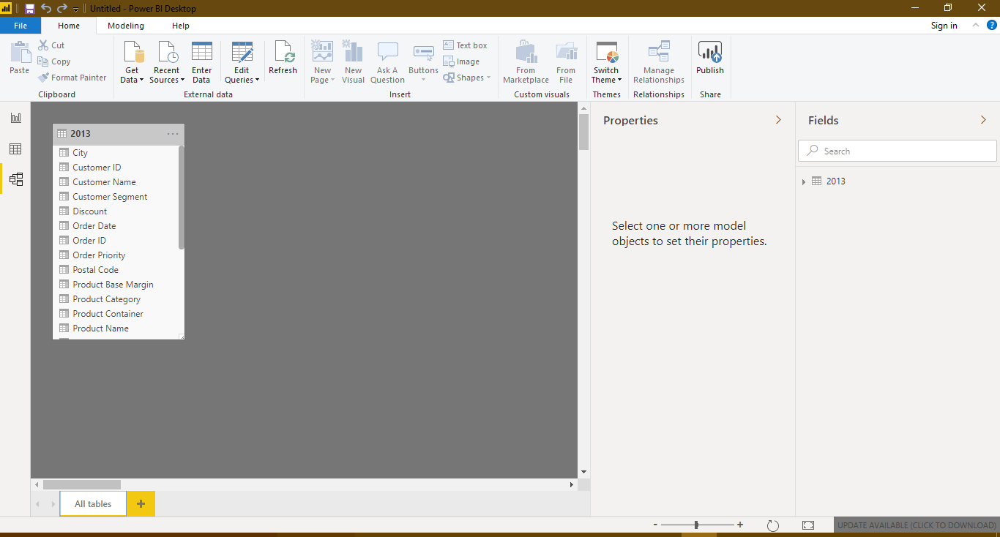 Untitled - Power BI Desktop
File Home Modeling Help Sign in
Paste
Cut
Copy
Format Painter
Clipboard
Get Data
Recent Sources
Enter Data
Edit Queries
Refresh
External data
New Page
New Visual
Ask A Question
Buttons
Text box
Image
Shapes
Insert
From Marketplace
From File
Custom visuals
Switch Theme
Themes
Manage Relationships
Relationships
Publish
Share
2013
City
Customer ID
Customer Name
Customer Segment
Discount
Order Date
Order ID
Order Priority
Postal Code
Product Base Margin
Product Category
Product Container
Product Name
Properties
Select one or more model
objects to set their properties.
Fields
Search
2013
All tables
UPDATE AVAILABLE (CLICK TO DOWNLOAD)